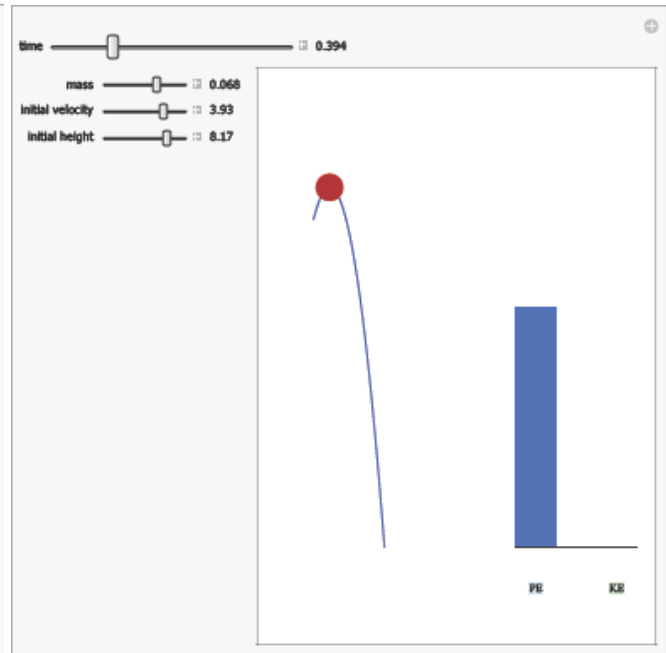 time 0.394
mass 0.068
initial velocity 3.93
initial height 8.17
PE KE